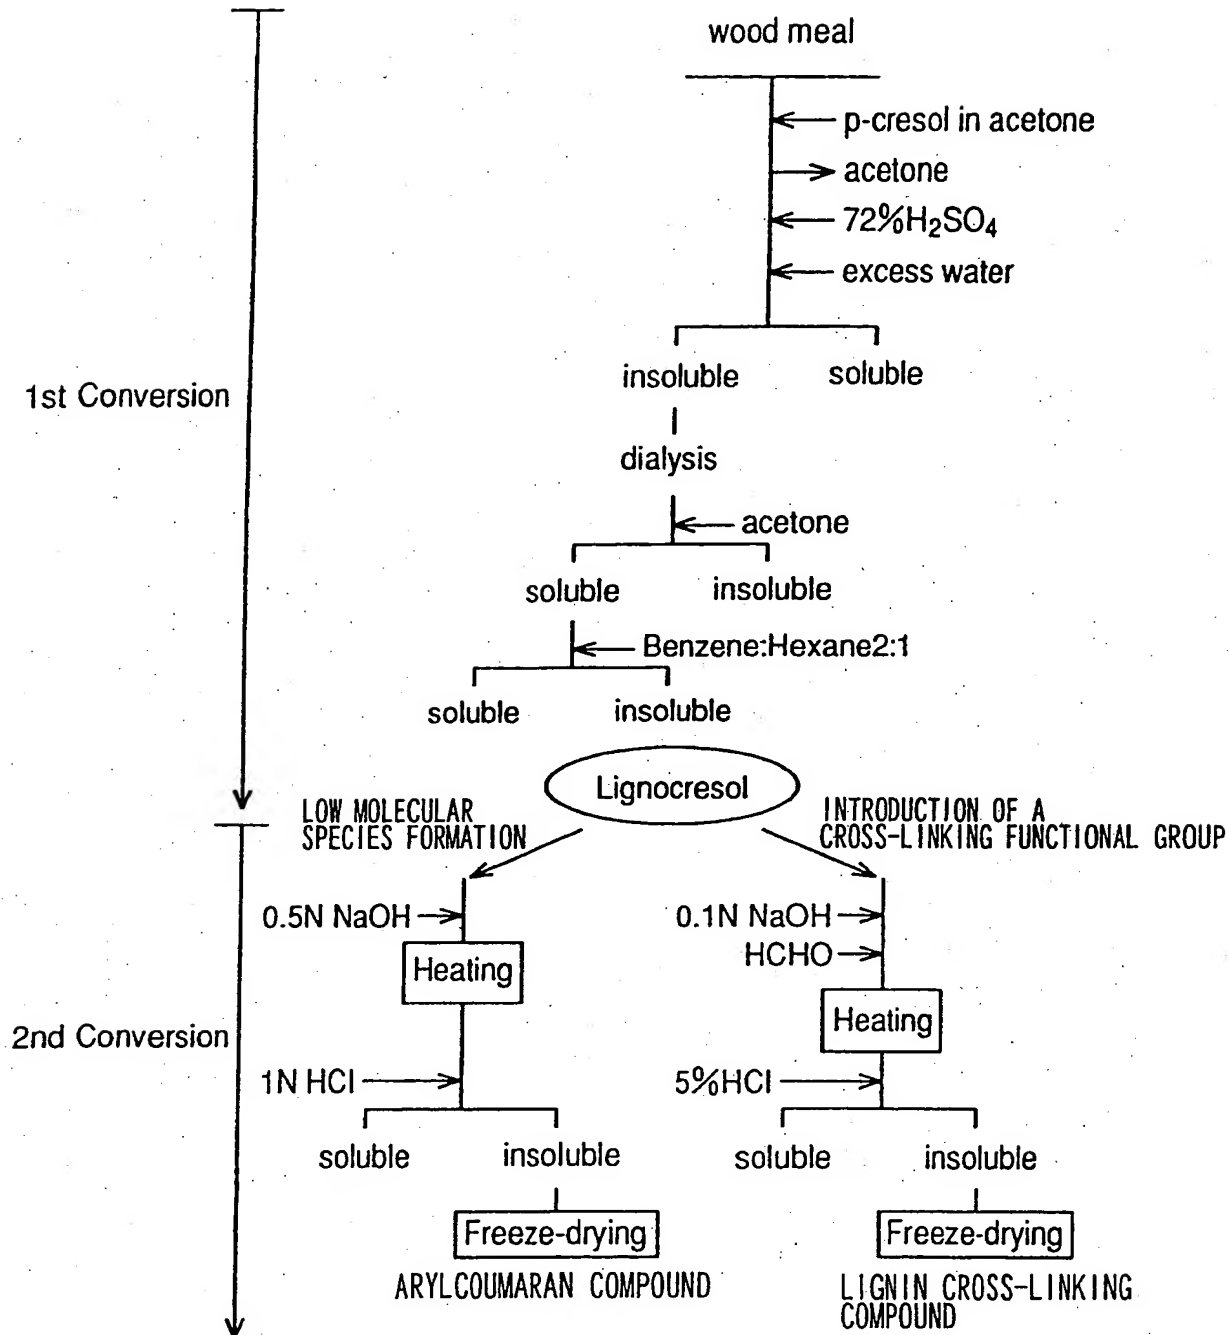 wood meal
p-cresol in acetone
acetone
72%H₂SO₄
excess water
insoluble
soluble
1st Conversion
dialysis
acetone
soluble
insoluble
Benzene:Hexane2:1
soluble
insoluble
Lignocresol
LOW MOLECULAR
SPECIES FORMATION
INTRODUCTION OF A
CROSS-LINKING FUNCTIONAL GROUP
0.5N NaOH
Heating
1N HCl
soluble
insoluble
Freeze-drying
ARYLCOUMARAN COMPOUND
0.1N NaOH
HCHO
Heating
5%HCl
soluble
insoluble
Freeze-drying
LIGNIN CROSS-LINKING
COMPOUND
2nd Conversion